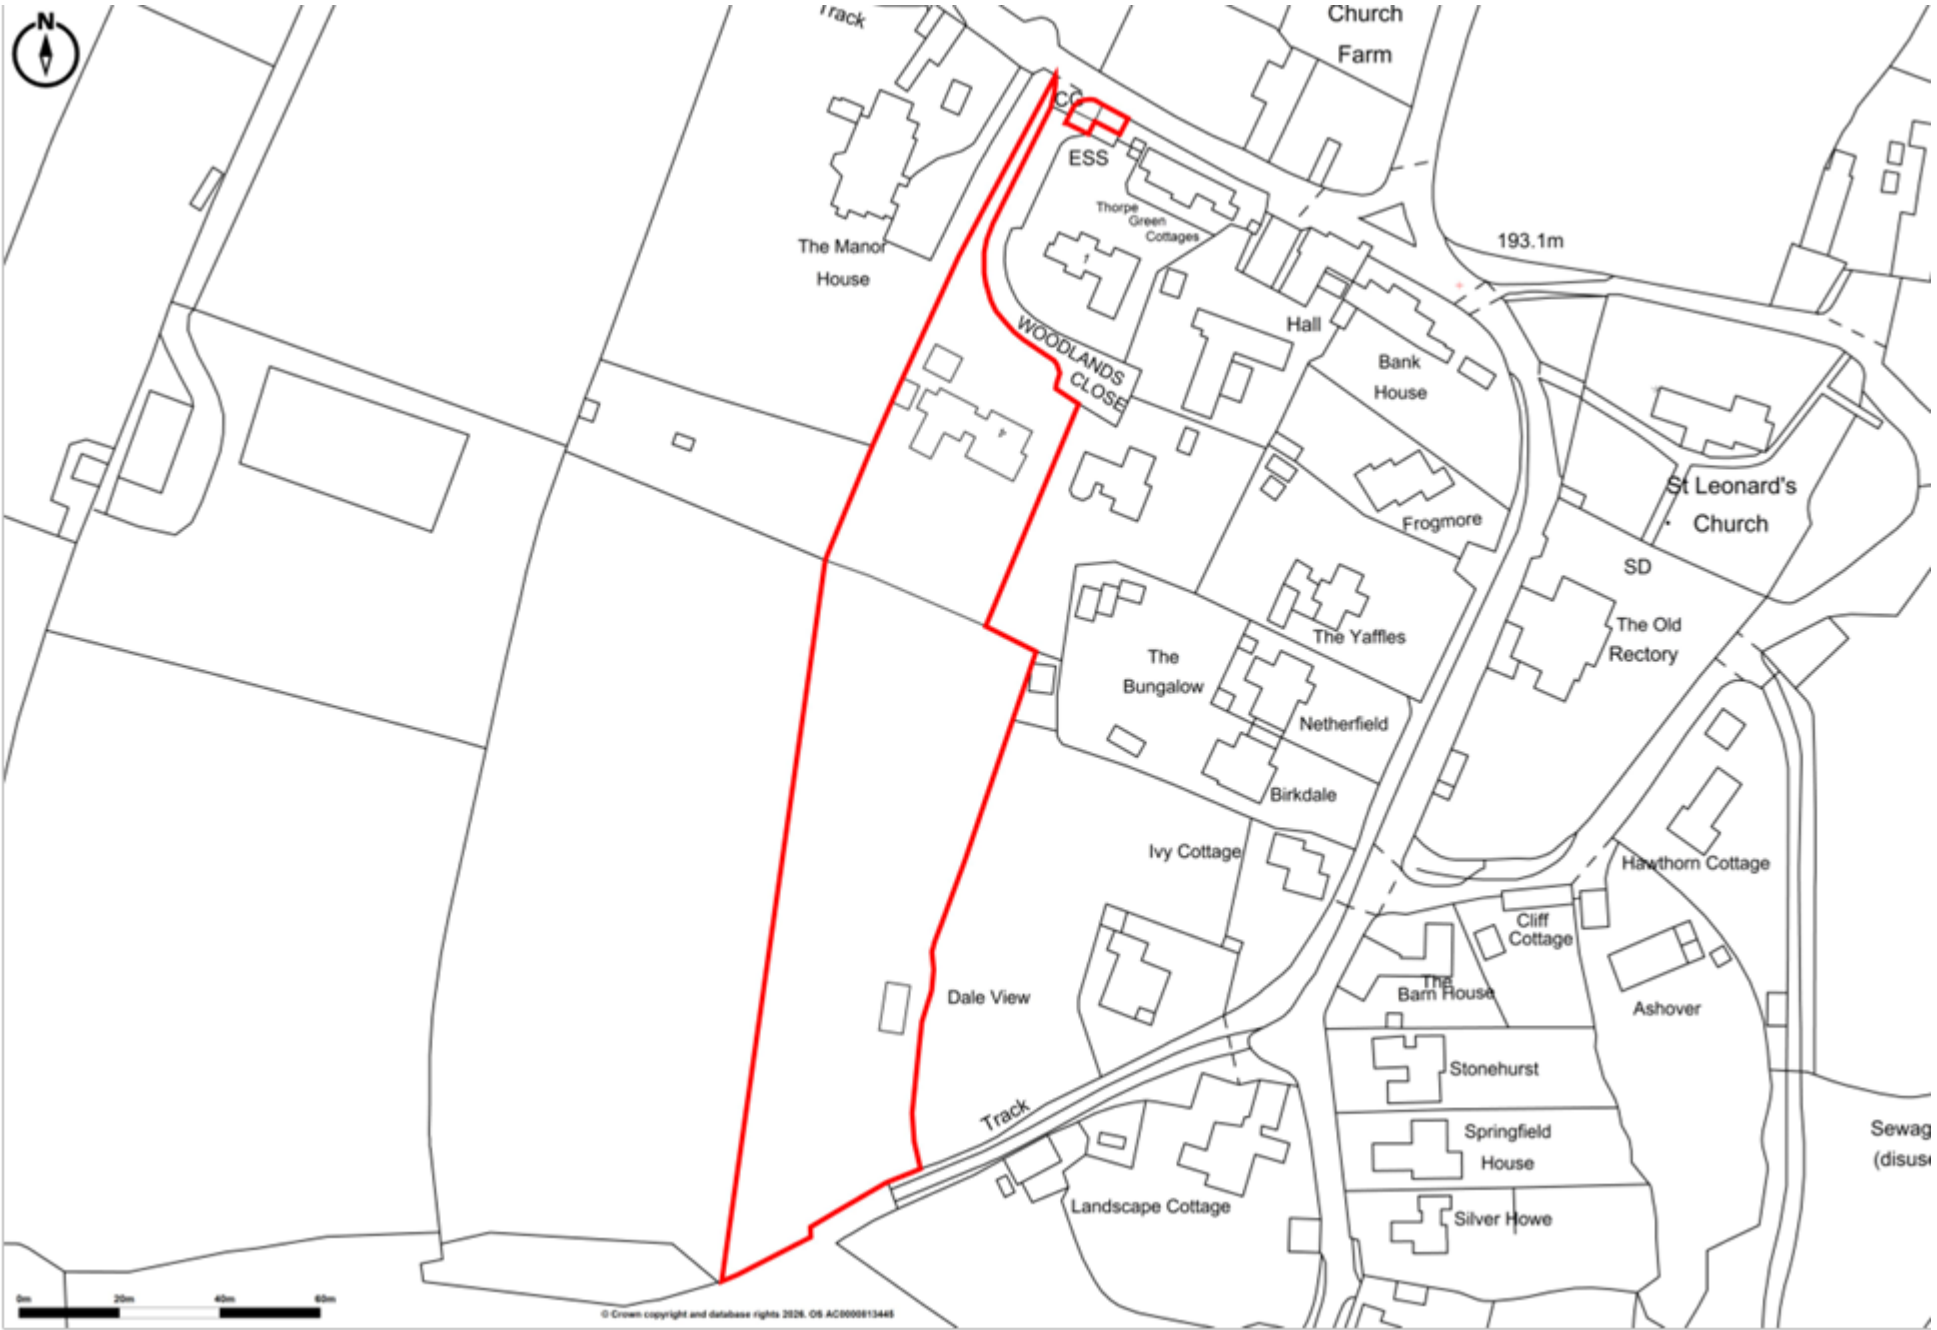 N
Track
Church
Farm
CG
ESS
Thorpe
Green
Cottages
The Manor
House
1
193.1m
Hall
WOODLANDS
CLOSE
Bank
House
4
St Leonard's
Church
Frogmore
SD
The Old
Rectory
The Yaffles
The
Bungalow
Netherfield
Birkdale
Ivy Cottage
Hawthorn Cottage
Cliff
Cottage
The
Barn House
Dale View
Ashover
Stonehurst
Track
Springfield
House
Sewag
(disus
Landscape Cottage
Silver Howe
0m 20m 40m 60m
© Crown copyright and database rights 2026. OS AC0000813445